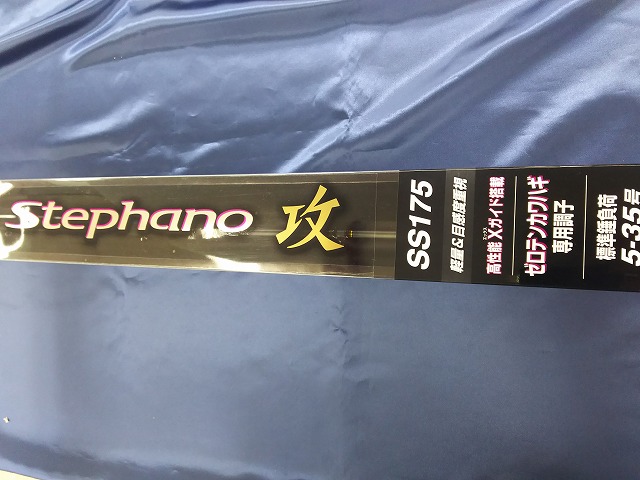 Stephano 攻
SS175
軽量&目感度重視
高性能Xガイド搭載
ゼロテンカワハギ
専用調子
標準錘負荷
5-35号